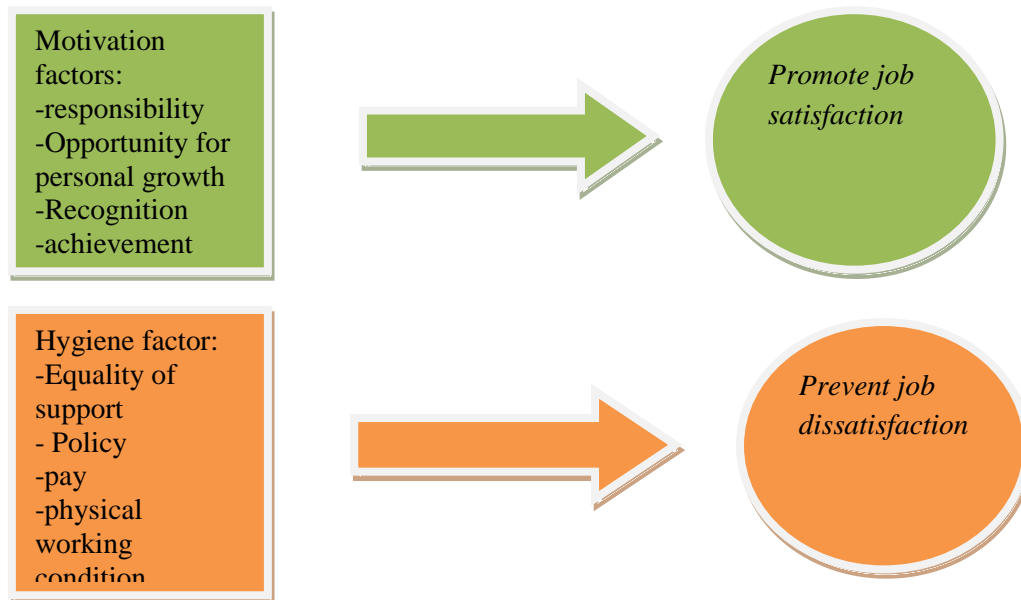 Motivation
factors:
-responsibility
-Opportunity for
personal growth
-Recognition
-achievement
Promote job
satisfaction
Hygiene factor:
-Equality of
support
- Policy
-pay
-physical
working
condition
Prevent job
dissatisfaction